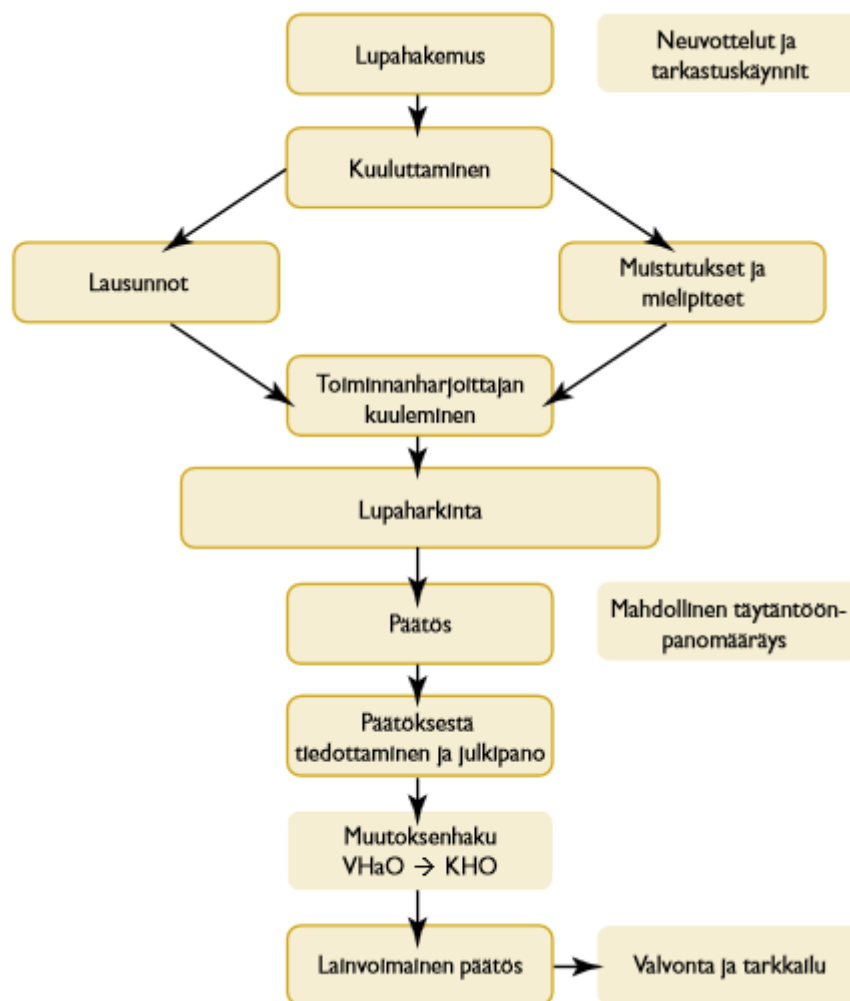 Lupahakemus
Neuvottelut ja
tarkastuskäynnit
Kuuluttaminen
Lausunnot
Muistutukset ja
mielipiteet
Toiminnanharjoittajan
kuuleminen
Lupaharkinta
Päätös
Mahdollinen täytäntöön-
panomääräys
Päätöksestä
tiedottaminen ja julkipano
Muutoksenhaku
VHaO → KHO
Lainvoimainen päätös
Valvonta ja tarkkailu